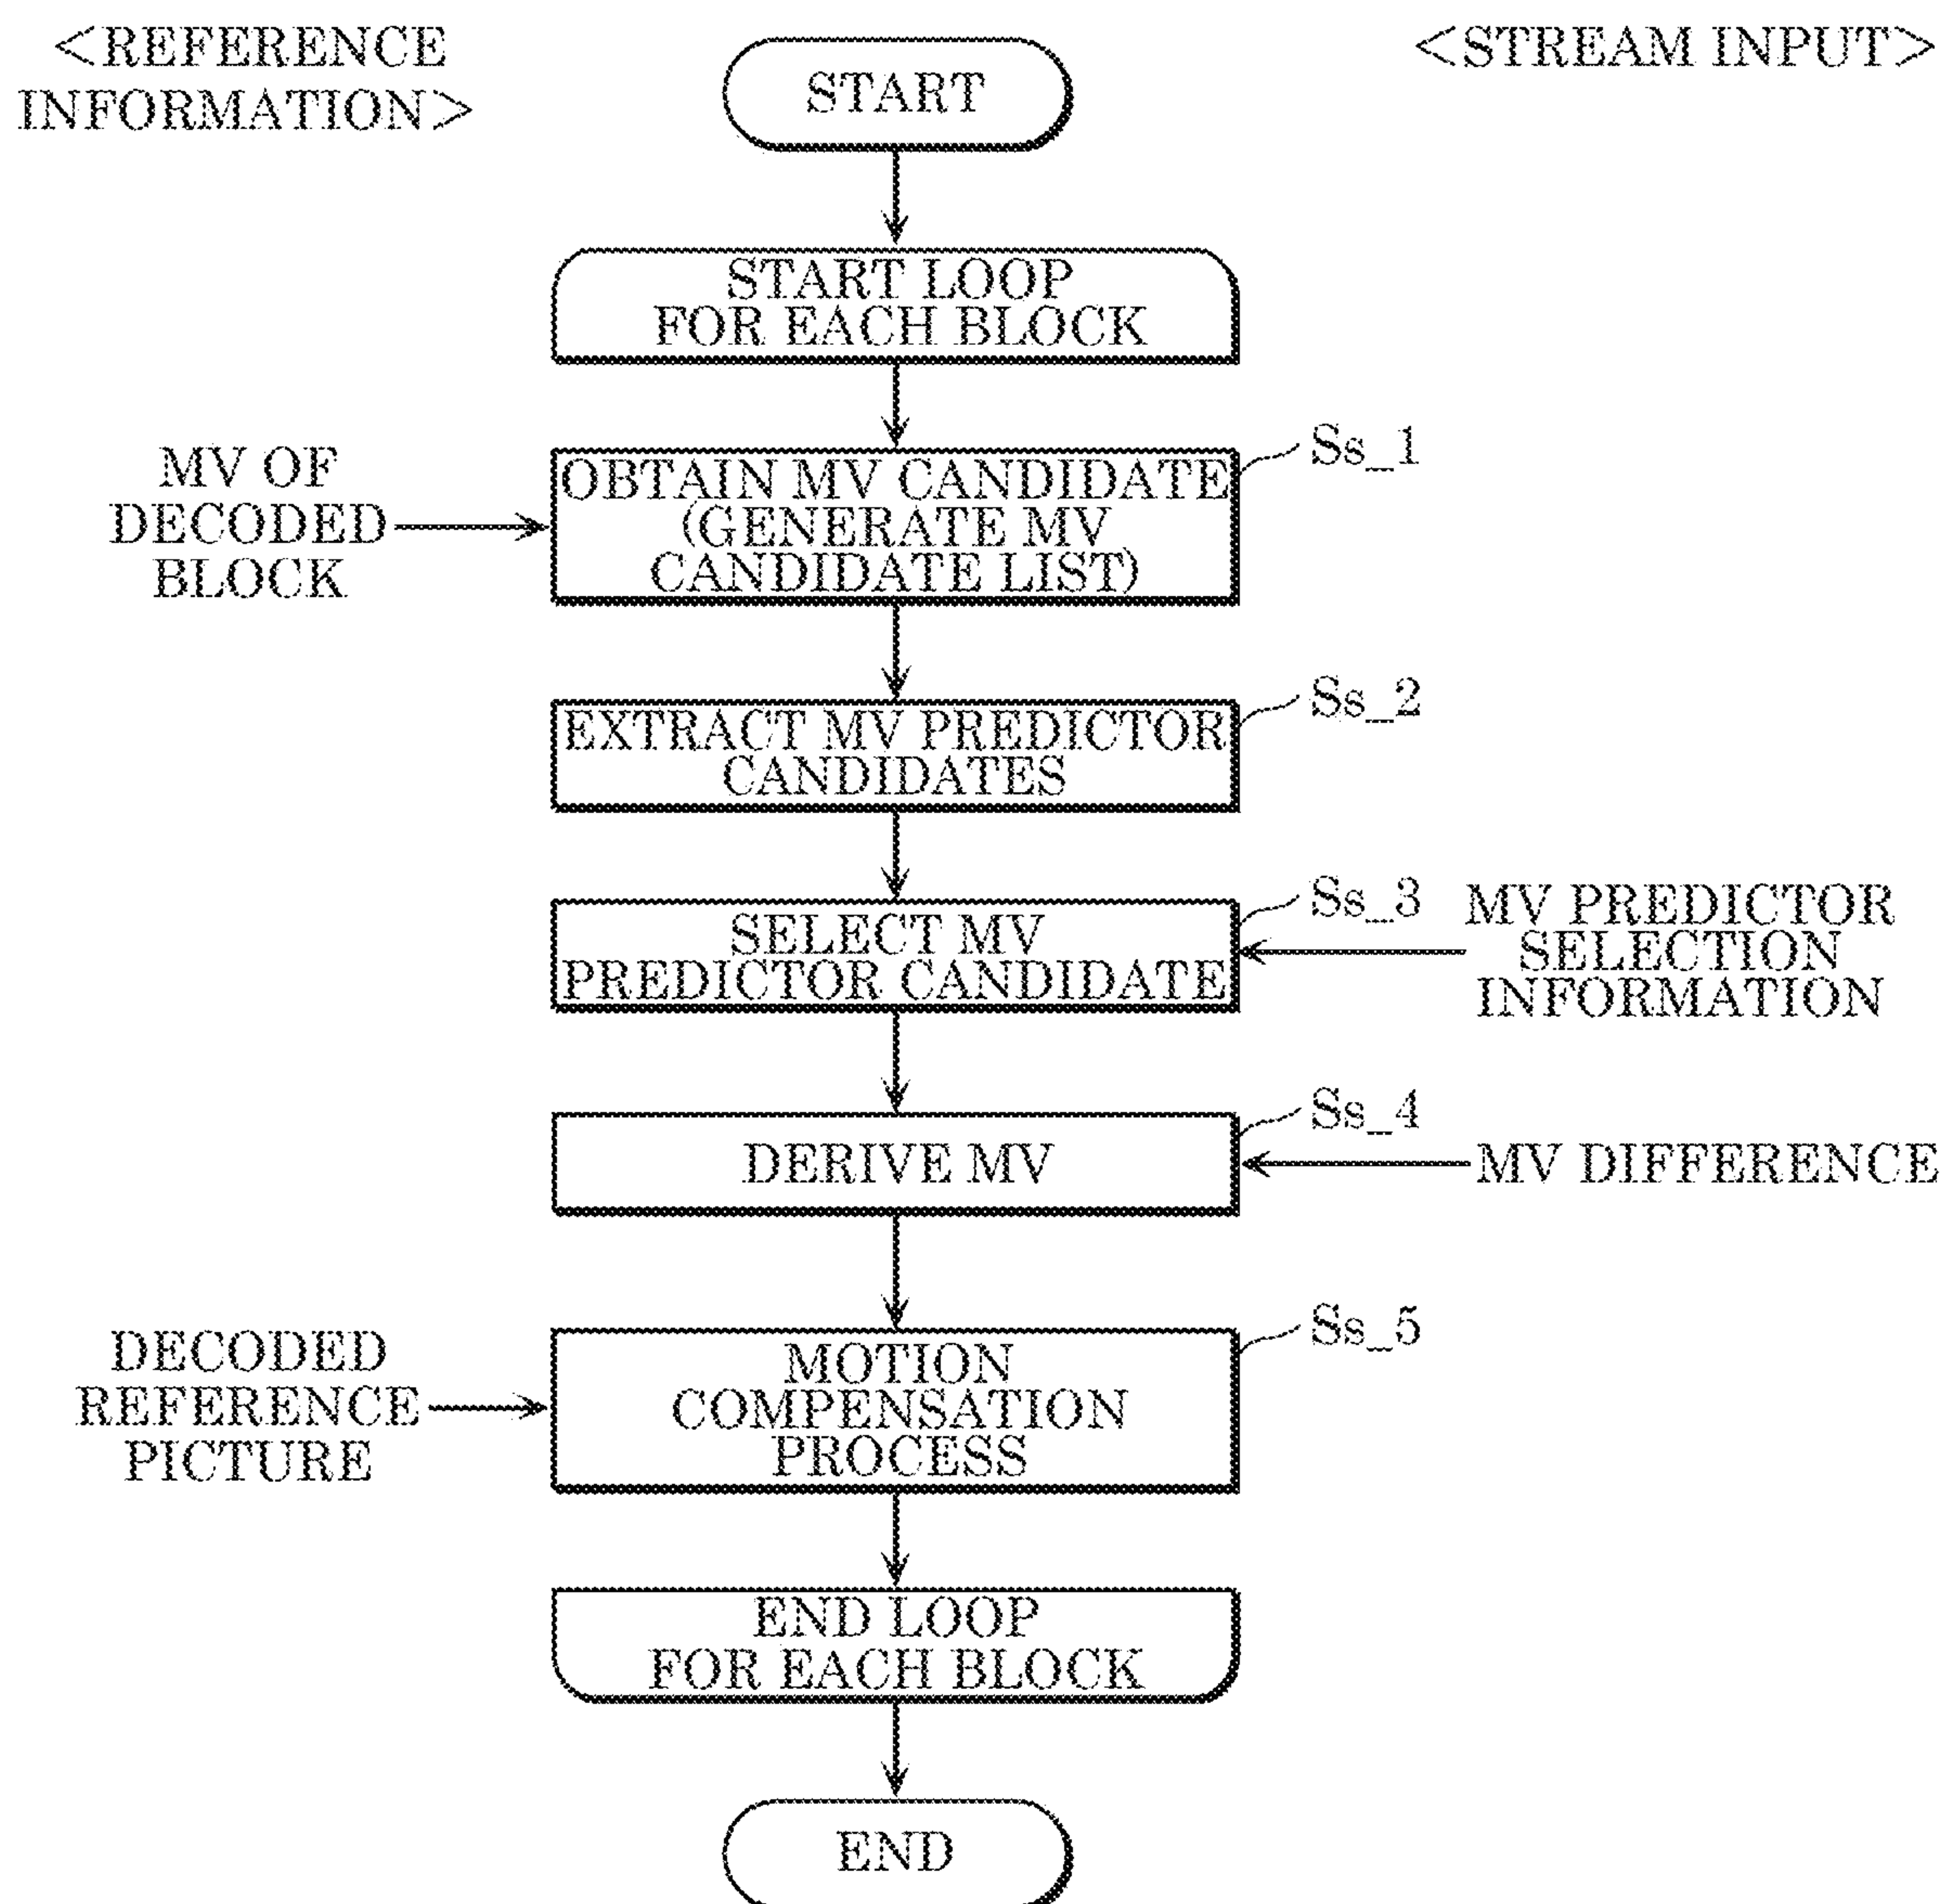 <REFERENCE
INFORMATION>
<STREAM INPUT>
START
START LOOP
FOR EACH BLOCK
MV OF
DECODED
BLOCK
OBTAIN MV CANDIDATE
(GENERATE MV
CANDIDATE LIST)
Ss_1
EXTRACT MV PREDICTOR
CANDIDATES
Ss_2
SELECT MV
PREDICTOR CANDIDATE
Ss_3
MV PREDICTOR
SELECTION
INFORMATION
DERIVE MV
Ss_4
MV DIFFERENCE
DECODED
REFERENCE
PICTURE
MOTION
COMPENSATION
PROCESS
Ss_5
END LOOP
FOR EACH BLOCK
END